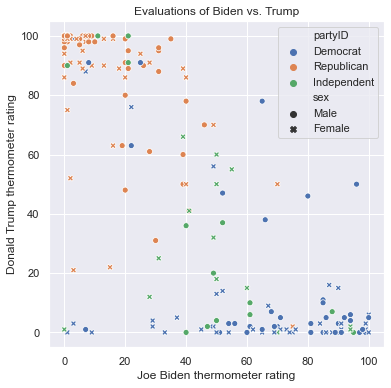 Evaluations of Biden vs. Trump
partyID
Democrat
Republican
Independent
sex
Male
Female
100
80
60
40
20
0
Donald Trump thermometer rating
0 20 40 60 80 100
Joe Biden thermometer rating